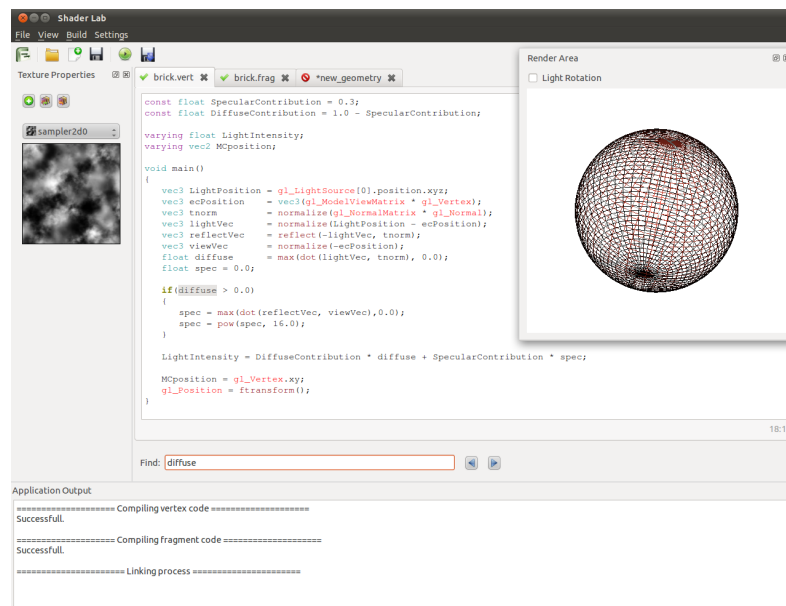 Shader Lab
File View Build Settings
Texture Properties
sampler2d0
brick.vert
brick.frag
*new_geometry
const float SpecularContribution = 0.3;
const float DiffuseContribution = 1.0 - SpecularContribution;
varying float LightIntensity;
varying vec2 MCposition;
void main()
{
vec3 LightPosition = gl_LightSource[0].position.xyz;
vec3 ecPosition = vec3(gl_ModelViewMatrix * gl_Vertex);
vec3 tnorm = normalize(gl_NormalMatrix * gl_Normal);
vec3 lightVec = normalize(LightPosition - ecPosition);
vec3 reflectVec = reflect(-lightVec, tnorm);
vec3 viewVec = normalize(-ecPosition);
float diffuse = max(dot(lightVec, tnorm), 0.0);
float spec = 0.0;
if(diffuse > 0.0)
{
spec = max(dot(reflectVec, viewVec),0.0);
spec = pow(spec, 16.0);
}
LightIntensity = DiffuseContribution * diffuse + SpecularContribution * spec;
MCposition = gl_Vertex.xy;
gl_Position = ftransform();
}
Render Area
Light Rotation
Find: diffuse
Application Output
==================== Compiling vertex code ====================
Successfull.
==================== Compiling fragment code ====================
Successfull.
====================== Linking process ======================